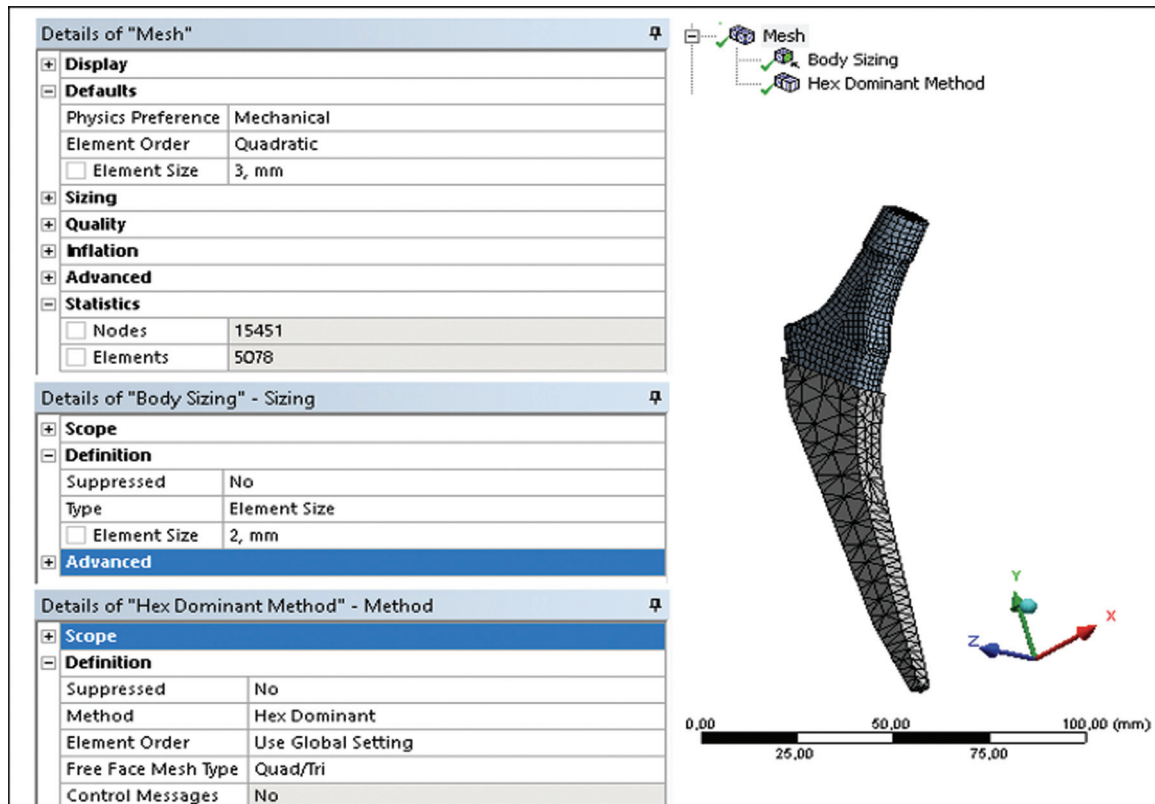 Details of "Mesh"
Display
Defaults
Physics Preference Mechanical
Element Order Quadratic
Element Size 3, mm
Sizing
Quality
Inflation
Advanced
Statistics
Nodes 15451
Elements 5078
Details of "Body Sizing" - Sizing
Scope
Definition
Suppressed No
Type Element Size
Element Size 2, mm
Advanced
Details of "Hex Dominant Method" - Method
Scope
Definition
Suppressed No
Method Hex Dominant
Element Order Use Global Setting
Free Face Mesh Type Quad/Tri
Control Messages No
Mesh
Body Sizing
Hex Dominant Method
Y
X
Z
0,00 50,00 100,00 (mm)
25,00 75,00